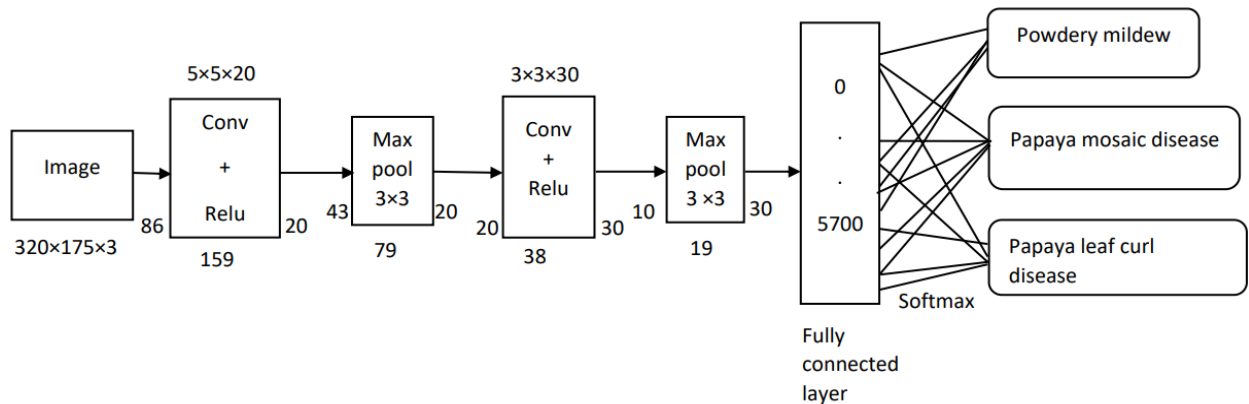 Image
320×175×3
5×5×20
Conv
+
Relu
86
159
20
Max
pool
3×3
43
79
20
3×3×30
Conv
+
Relu
20
38
30
Max
pool
3 ×3
10
19
30
0
.
.
5700
Fully
connected
layer
Softmax
Powdery mildew
Papaya mosaic disease
Papaya leaf curl
disease